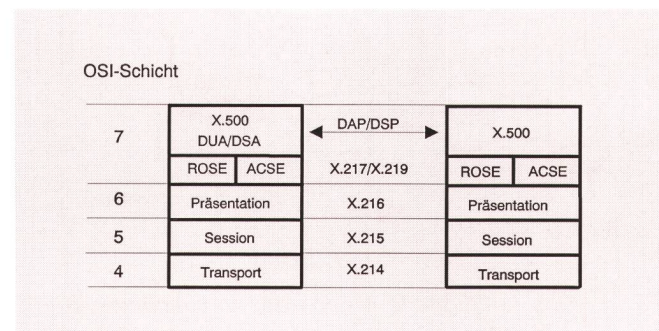 OSI-Schicht
7
X.500
DUA/DSA
DAP/DSP
X.500
ROSE ACSE X.217/X.219 ROSE ACSE
6 Präsentation X.216 Präsentation
5 Session X.215 Session
4 Transport X.214 Transport